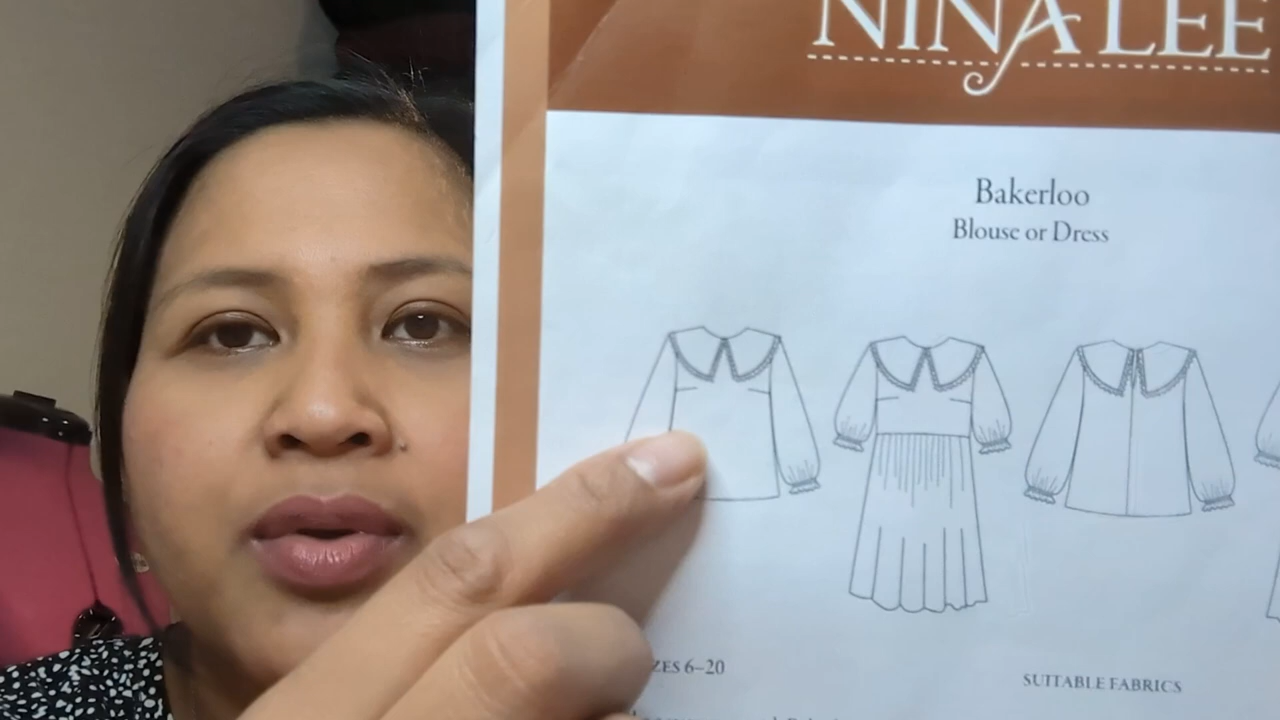 NINA LEE
Bakerloo
Blouse or Dress
ZES 6–20
SUITABLE FABRICS